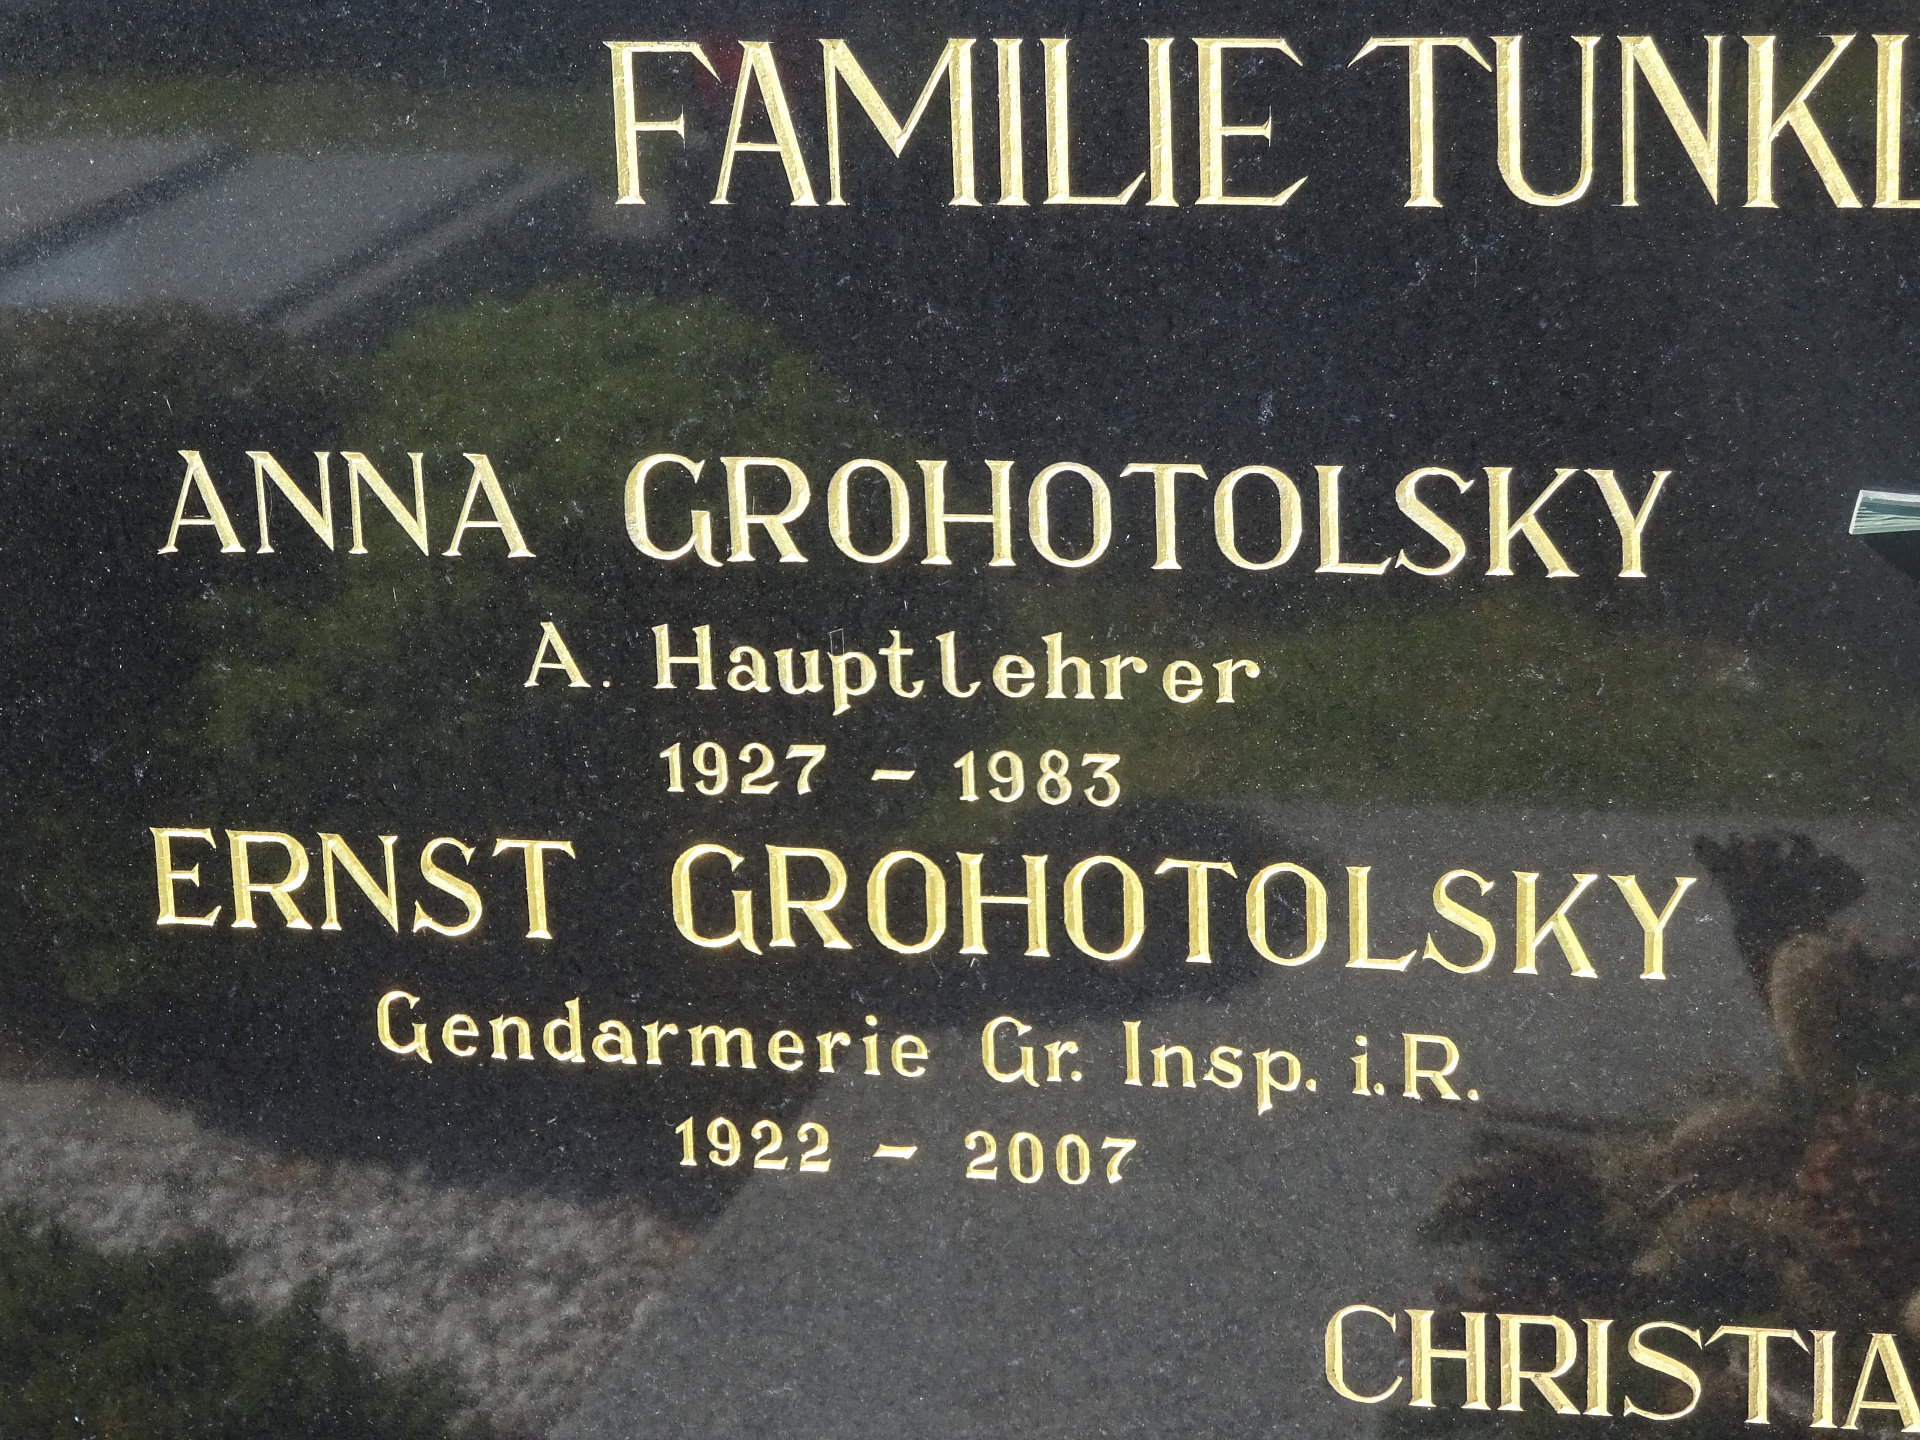 FAMILIE TUNKL
ANNA GROHOTOLSKY
A. Hauptlehrer
1927 - 1983
ERNST GROHOTOLSKY
Gendarmerie Gr. Insp. i.R.
1922 - 2007
CHRISTIA